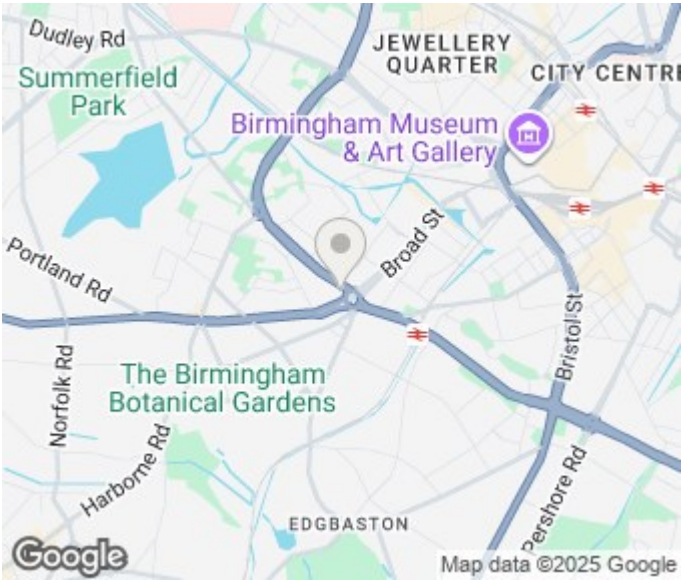 Dudley Rd
JEWELLERY
QUARTER
CITY CENTRE
Summerfield
Park
Birmingham Museum
& Art Gallery
Broad St
Portland Rd
Bristol St
The Birmingham
Botanical Gardens
Norfolk Rd
Harborne Rd
Pershore Rd
EDGBASTON
Google
Map data ©2025 Google